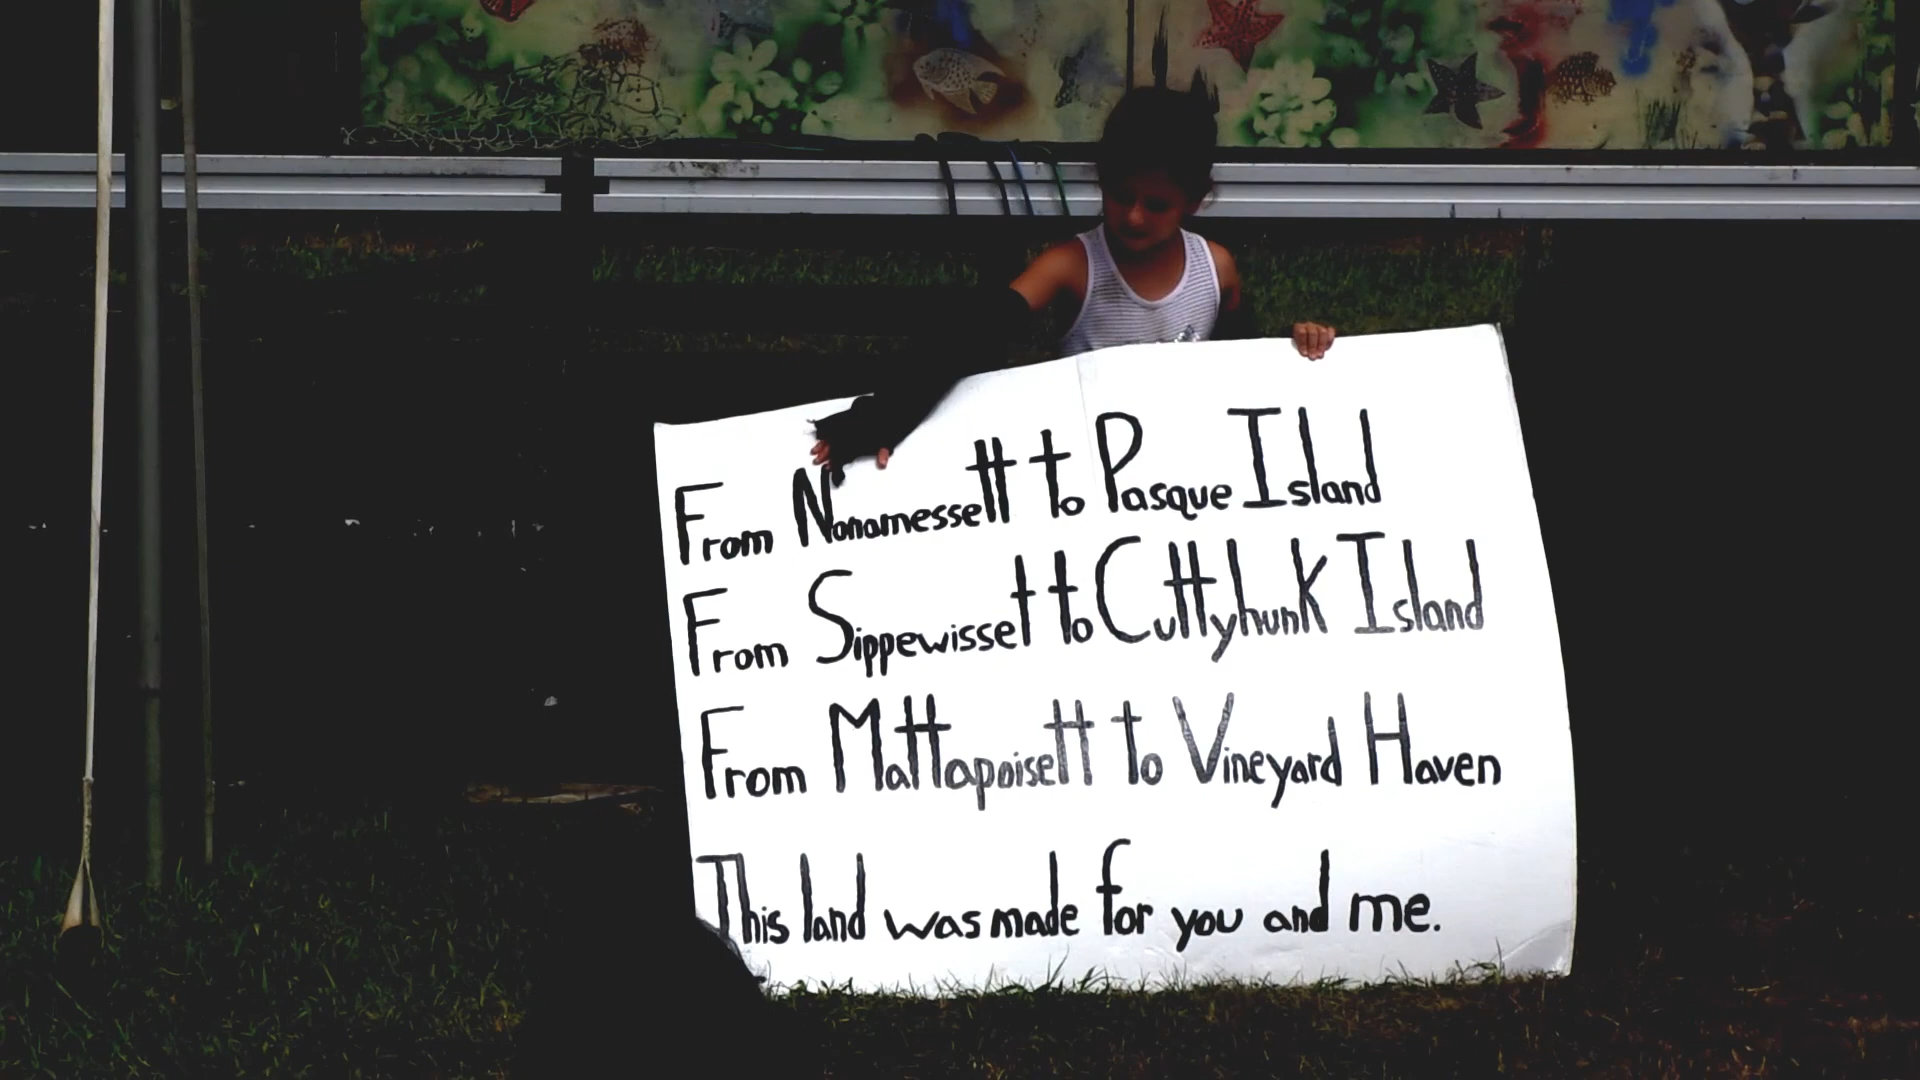 From Nonamessett to Pasque Island
From Sippewisset to Cuttyhunk Island
From Mattapoisett to Vineyard Haven
This land was made for you and me.